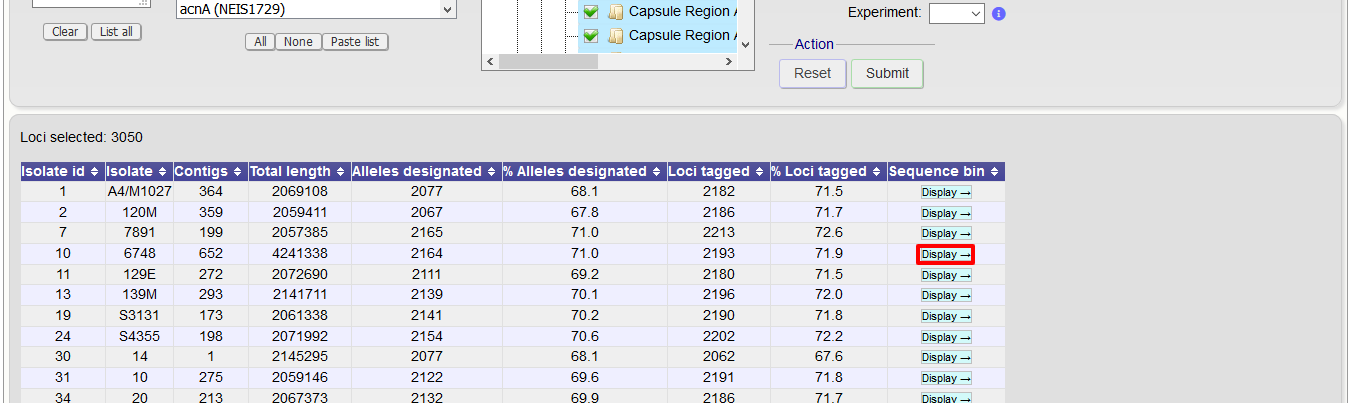 acnA (NEIS1729)
Capsule Region A
Experiment:
Clear List all
Capsule Region A
All None Paste list
Action
Reset Submit
Loci selected: 3050
Isolate id Isolate Contigs Total length Alleles designated % Alleles designated Loci tagged % Loci tagged Sequence bin
1 A4/M1027 364 2069108 2077 68.1 2182 71.5 Display →
2 120M 359 2059411 2067 67.8 2186 71.7 Display →
7 7891 199 2057385 2165 71.0 2213 72.6 Display →
10 6748 652 4241338 2164 71.0 2193 71.9 Display →
11 129E 272 2072690 2111 69.2 2180 71.5 Display →
13 139M 293 2141711 2139 70.1 2196 72.0 Display →
19 S3131 173 2061338 2141 70.2 2190 71.8 Display →
24 S4355 198 2071992 2154 70.6 2202 72.2 Display →
30 14 1 2145295 2077 68.1 2062 67.6 Display →
31 10 275 2059146 2122 69.6 2191 71.8 Display →
34 20 213 2067373 2132 69.9 2186 71.7 Display →